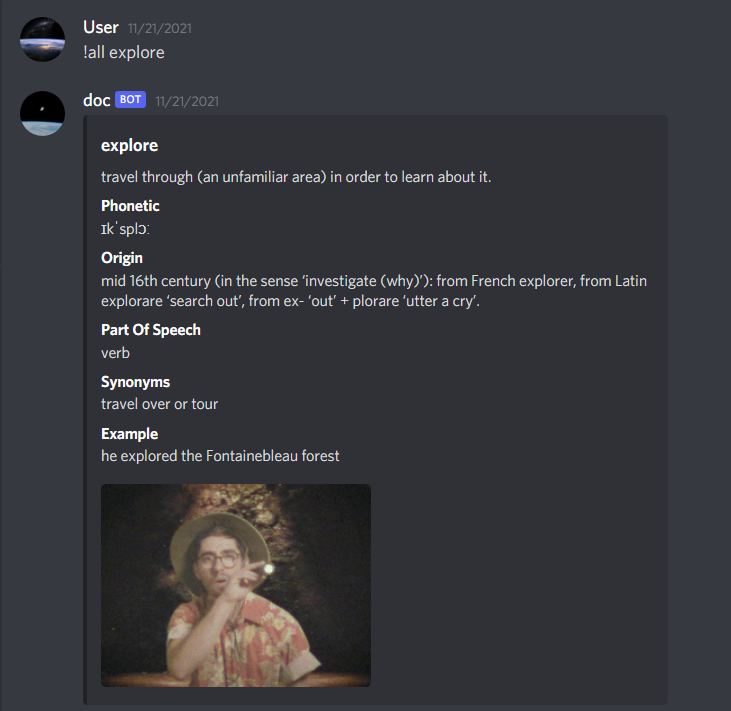 User 11/21/2021
!all explore
doc BOT 11/21/2021
explore
travel through (an unfamiliar area) in order to learn about it.
Phonetic
ɪkˈsplɔː
Origin
mid 16th century (in the sense ‘investigate (why)’): from French explorer, from Latin
explorare ‘search out’, from ex- ‘out’ + plorare ‘utter a cry’.
Part Of Speech
verb
Synonyms
travel over or tour
Example
he explored the Fontainebleau forest